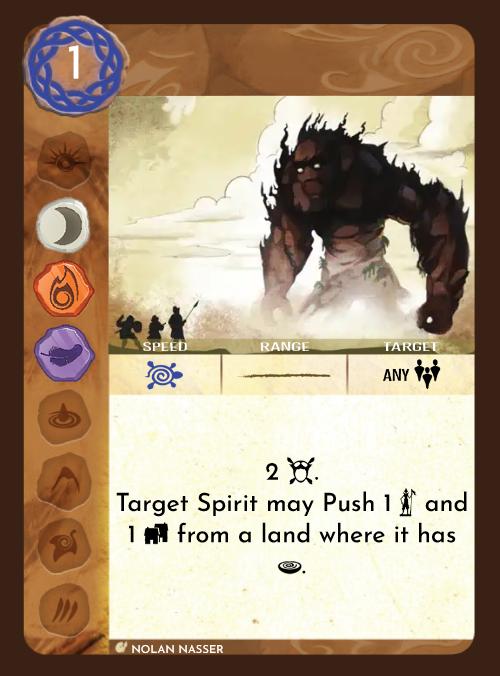 1
SPEED RANGE TARGET
ANY
2 .
Target Spirit may Push 1 and
1 from a land where it has
.
NOLAN NASSER